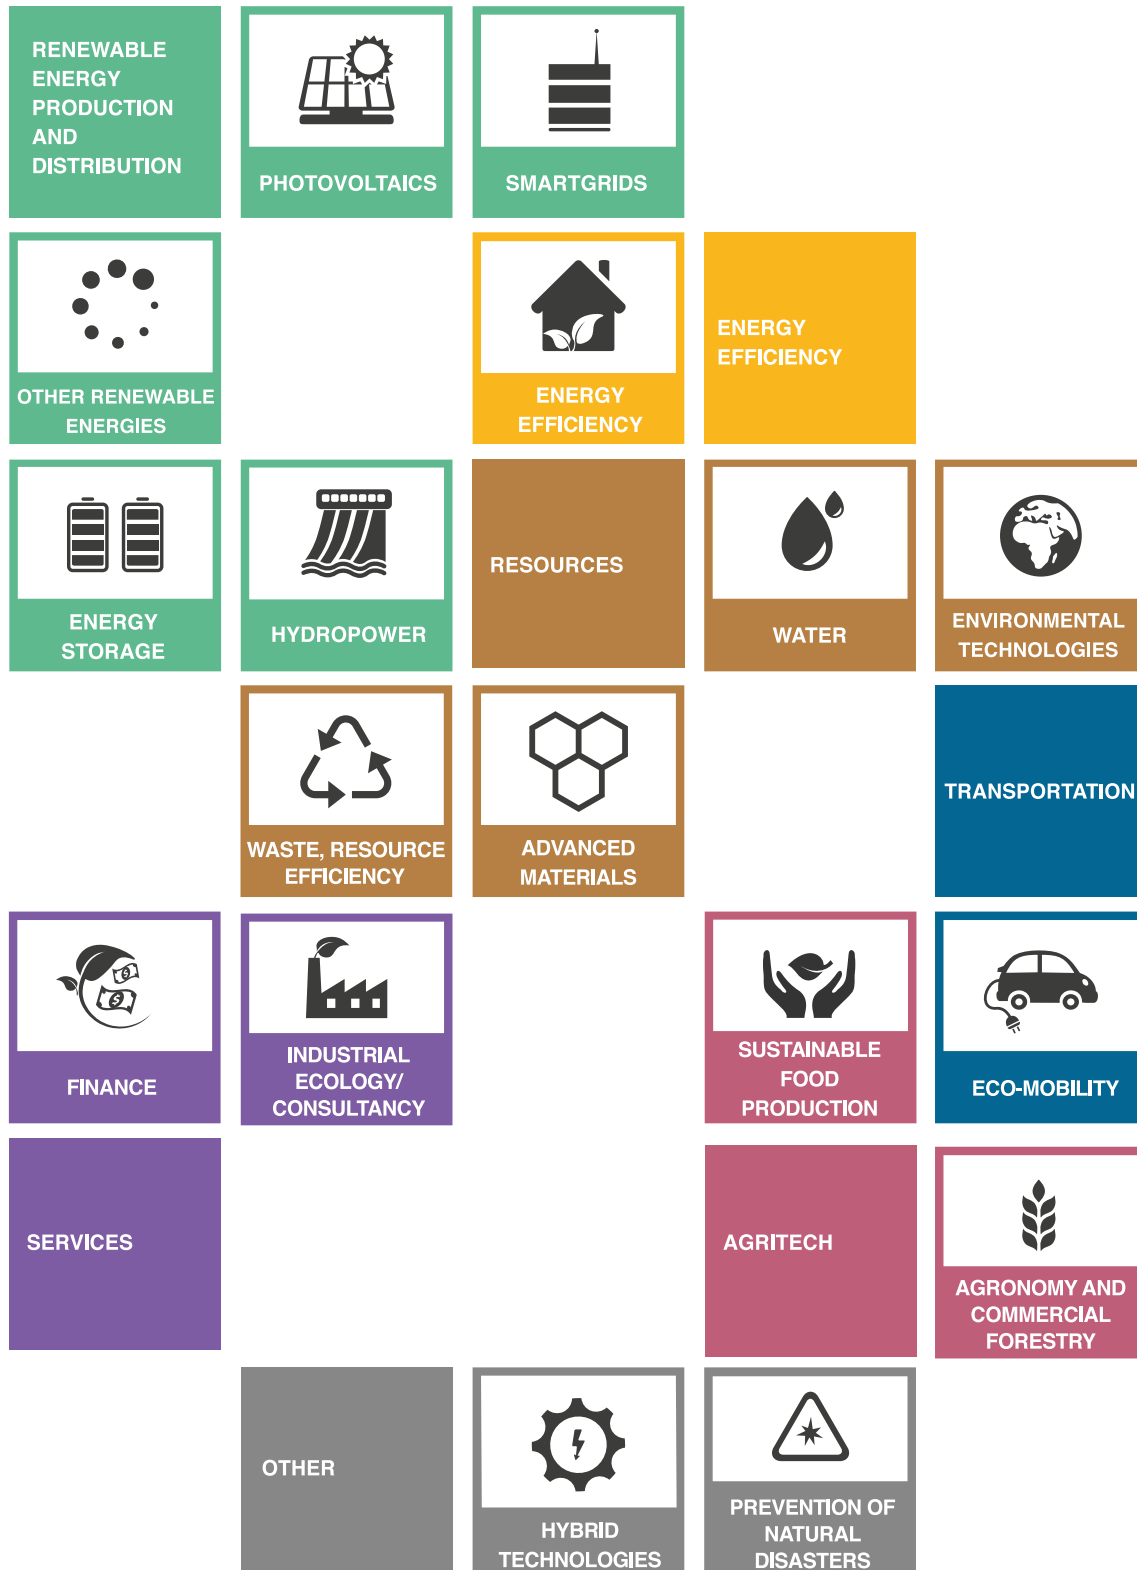 RENEWABLE
ENERGY
PRODUCTION
AND
DISTRIBUTION
PHOTOVOLTAICS
SMARTGRIDS
OTHER RENEWABLE
ENERGIES
ENERGY
EFFICIENCY
ENERGY
EFFICIENCY
ENERGY
STORAGE
HYDROPOWER
RESOURCES
WATER
ENVIRONMENTAL
TECHNOLOGIES
WASTE, RESOURCE
EFFICIENCY
ADVANCED
MATERIALS
TRANSPORTATION
FINANCE
INDUSTRIAL
ECOLOGY/
CONSULTANCY
SUSTAINABLE
FOOD
PRODUCTION
ECO-MOBILITY
SERVICES
AGRITECH
AGRONOMY AND
COMMERCIAL
FORESTRY
OTHER
HYBRID
TECHNOLOGIES
PREVENTION OF
NATURAL
DISASTERS